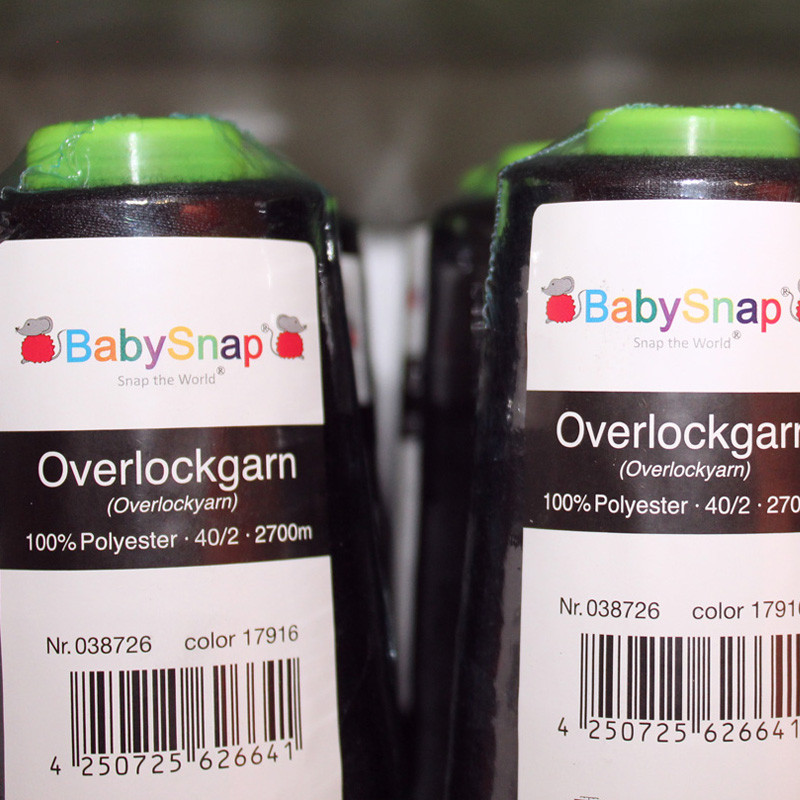 BabySnap®
Snap the World®
Overlockgarn
(Overlockyarn)
100% Polyester · 40/2 · 2700m
Nr. 038726 color 17916
4 250725 626641
BabySnap®
Snap the World®
Overlockgarn
(Overlockyarn)
100% Polyester · 40/2 · 270
Nr. 038726 color 1791
4 250725 626641